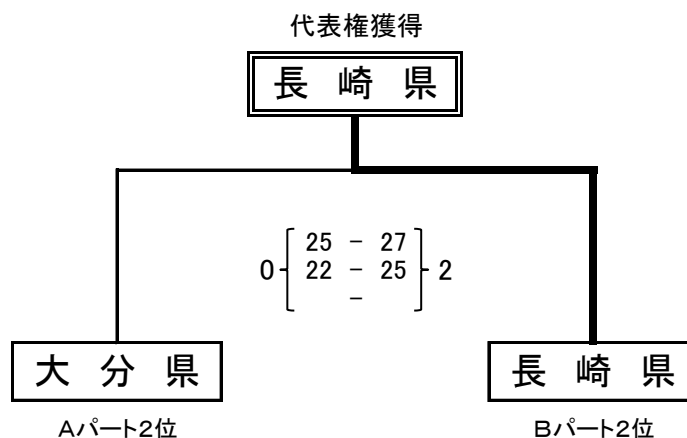 代表権獲得
長 崎 県
25 - 27
0 22 - 25 2
-
大 分 県 長 崎 県
Aパート2位 Bパート2位